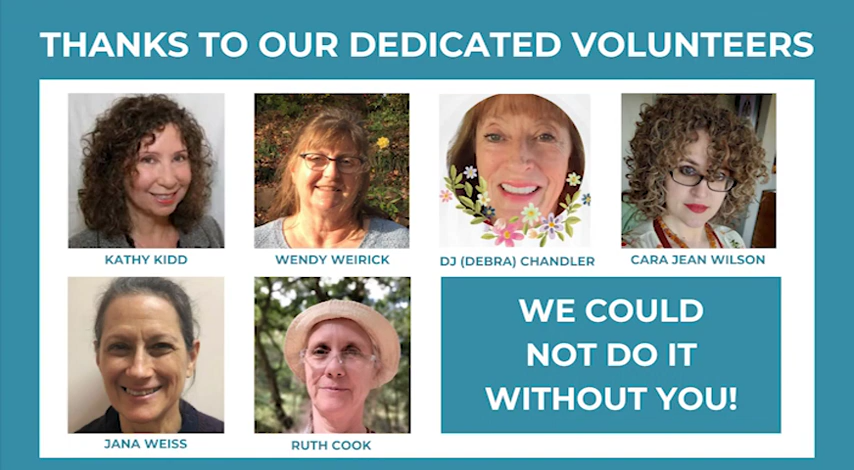 THANKS TO OUR DEDICATED VOLUNTEERS
KATHY KIDD
WENDY WEIRICK
DJ (DEBRA) CHANDLER
CARA JEAN WILSON
JANA WEISS
RUTH COOK
WE COULD
NOT DO IT
WITHOUT YOU!